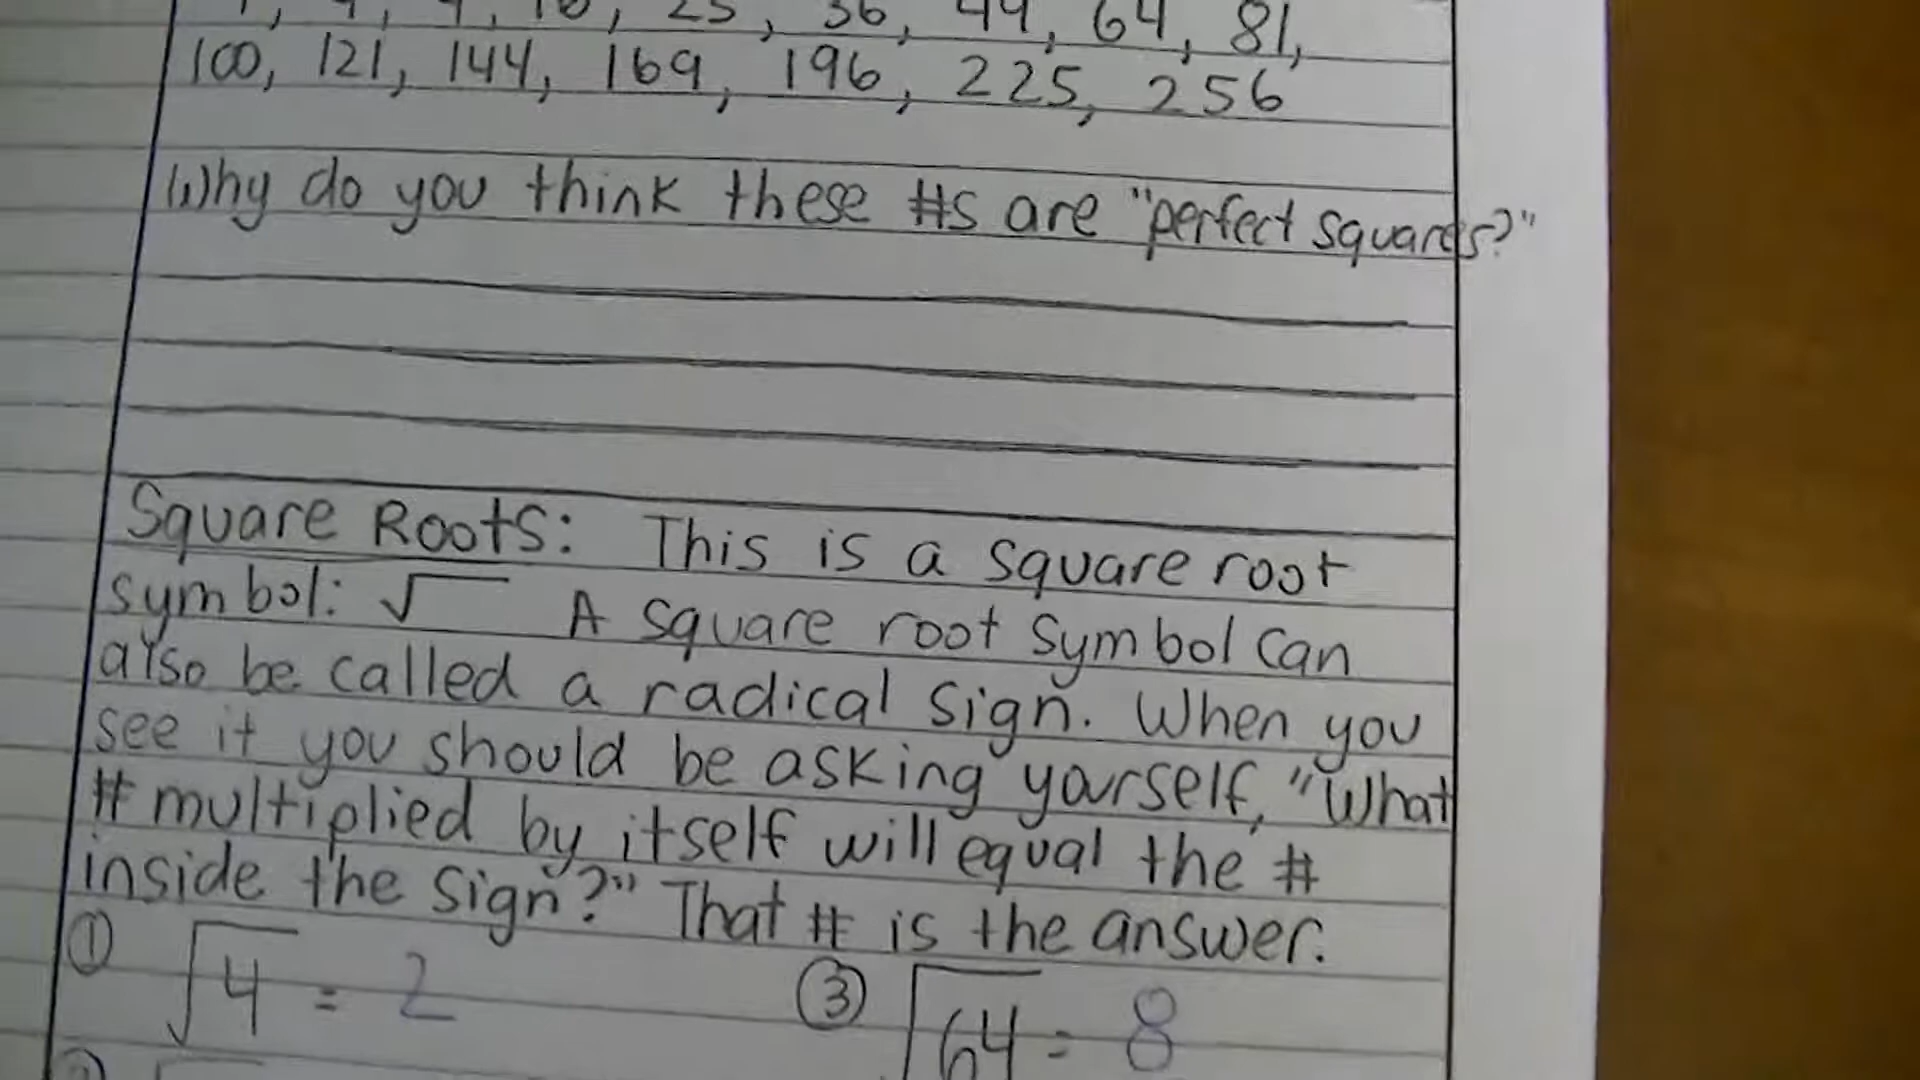 1, 4, 9, 16, 25, 36, 49, 64, 81,
100, 121, 144, 169, 196, 225, 256
Why do you think these #s are "perfect squares?"
Square Roots: This is a square root
symbol: √ A square root symbol can
also be called a radical sign. When you
see it you should be asking yourself, "What
# multiplied by itself will equal the #
inside the sign?" That # is the answer.
① √4 = 2 ③ √64 = 8